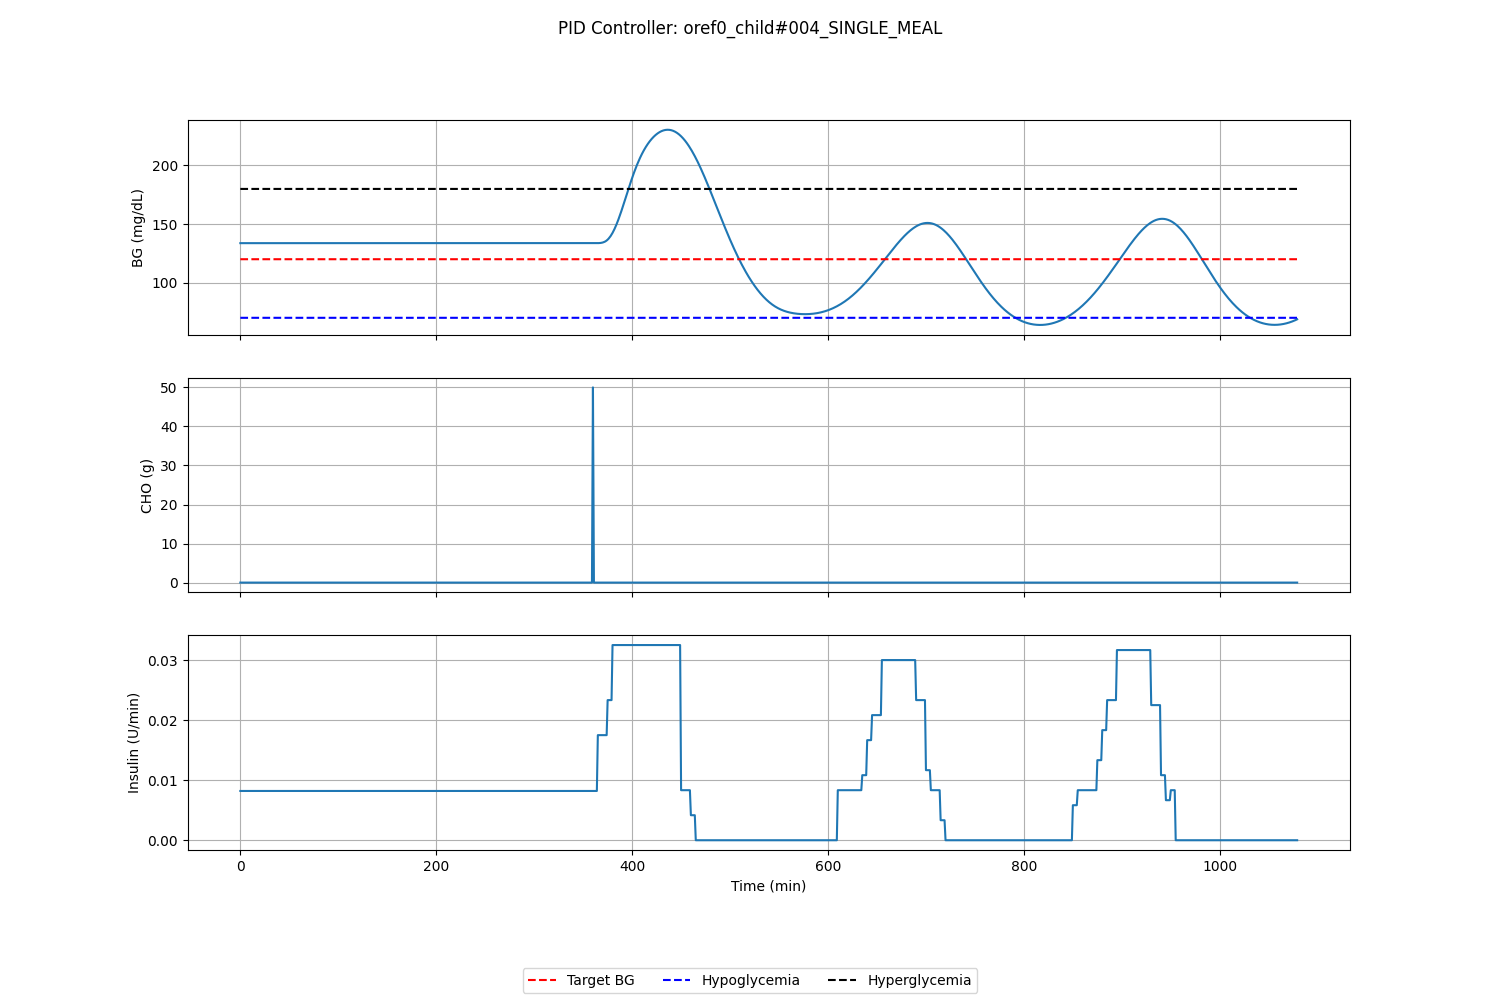 PID Controller: oref0_child#004_SINGLE_MEAL
BG (mg/dL)
200
150
100
CHO (g)
50
40
30
20
10
0
Insulin (U/min)
0.03
0.02
0.01
0.00
0 200 400 600 800 1000
Time (min)
Target BG Hypoglycemia Hyperglycemia